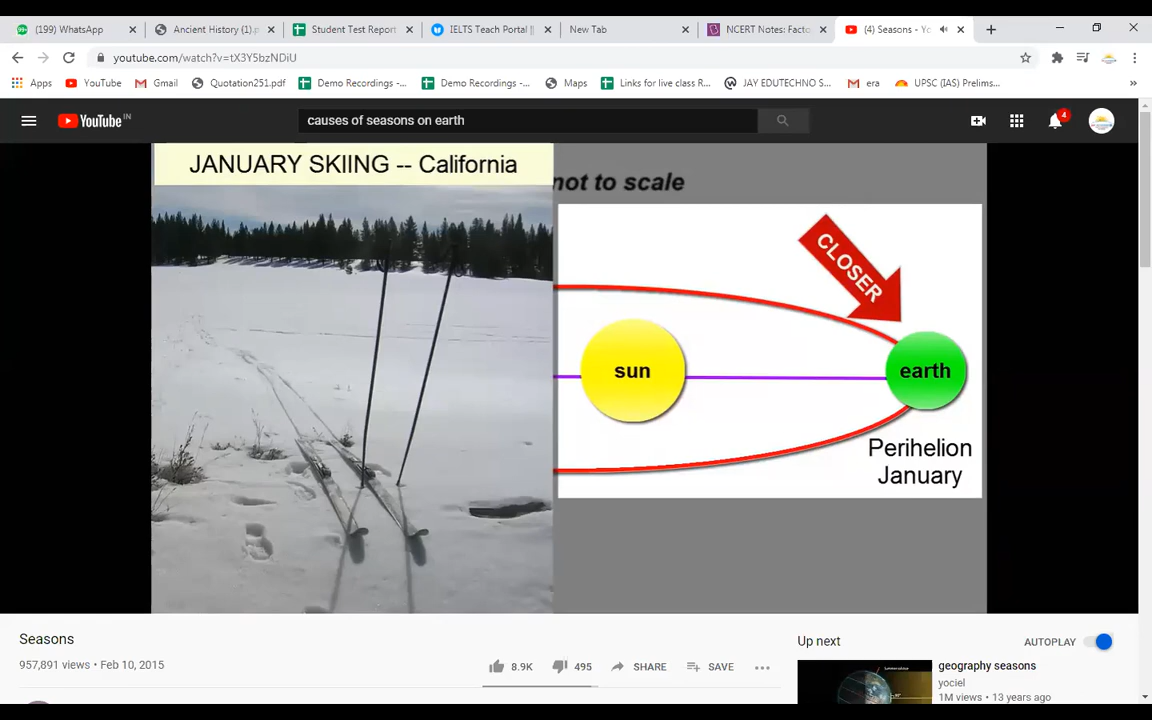 99+
(199) WhatsApp
Ancient History (1).p
Student Test Report
IELTS Teach Portal ||
New Tab
NCERT Notes: Facto
(4) Seasons - Yo
youtube.com/watch?v=tX3Y5bzNDiU
Apps
YouTube
Gmail
Quotation251.pdf
Demo Recordings -...
Demo Recordings -...
Maps
Links for live class R...
JAY EDUTECHNO S...
era
UPSC (IAS) Prelims...
YouTube IN
causes of seasons on earth
4
JANUARY SKIING -- California
not to scale
CLOSER
sun
earth
Perihelion
January
Seasons
957,891 views • Feb 10, 2015
8.9K
495
SHARE
SAVE
Up next
AUTOPLAY
geography seasons
yociel
1M views • 13 years ago